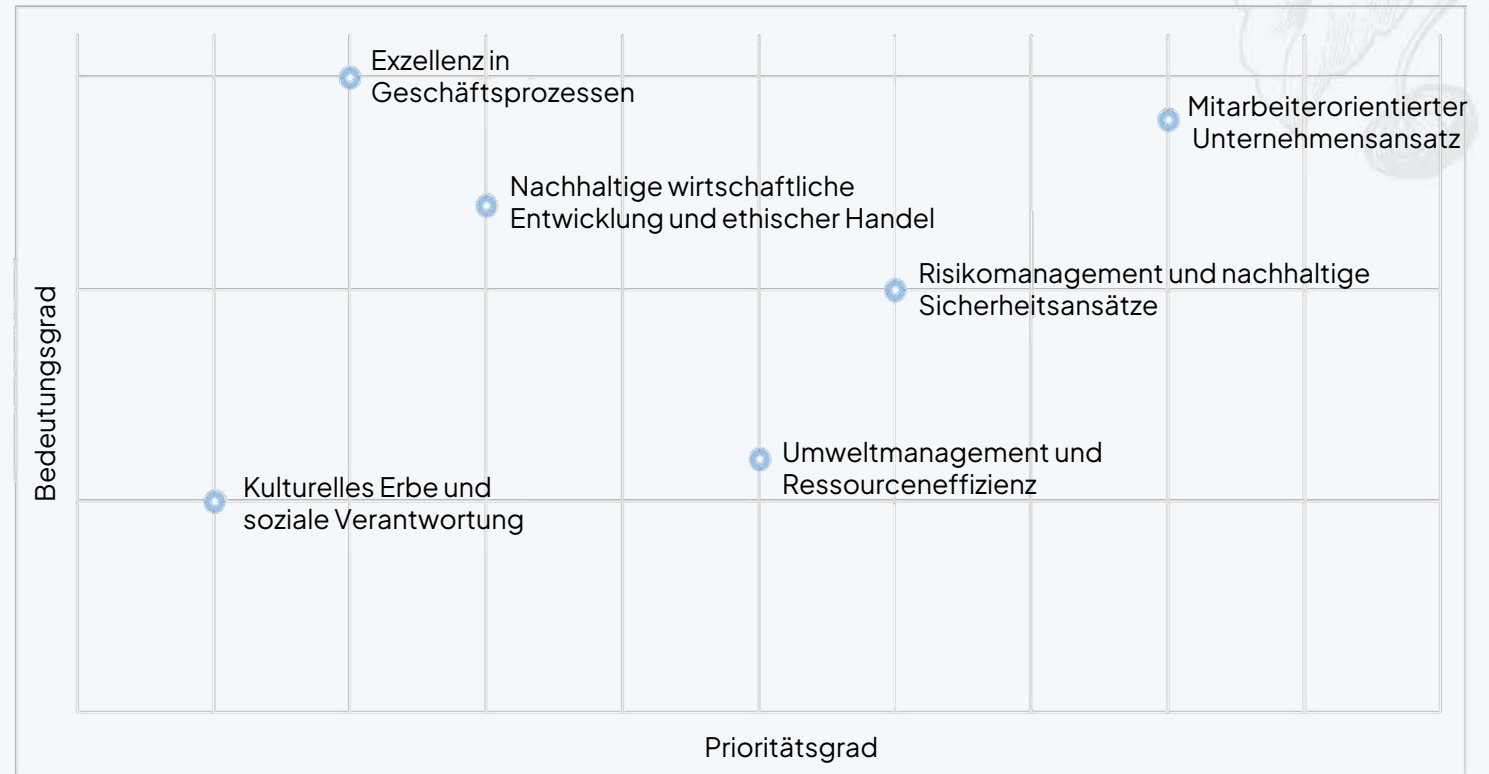 Exzellenz in
Geschäftsprozessen
Mitarbeiterorientierter
Unternehmensansatz
Nachhaltige wirtschaftliche
Entwicklung und ethischer Handel
Risikomanagement und nachhaltige
Sicherheitsansätze
Bedeutungsgrad
Umweltmanagement und
Ressourceneffizienz
Kulturelles Erbe und
soziale Verantwortung
Prioritätsgrad